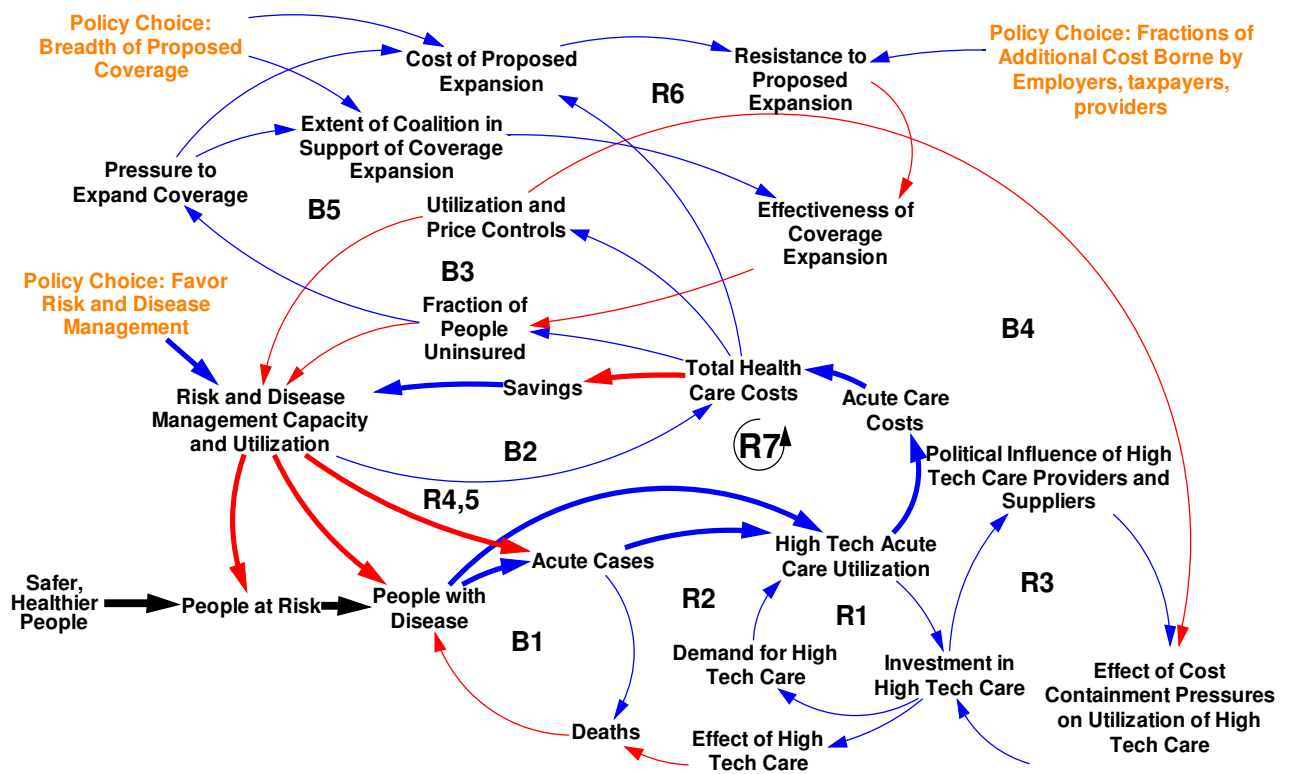 Policy Choice:
Breadth of Proposed
Coverage
Cost of Proposed
Expansion
Resistance to
Proposed
Expansion
Policy Choice: Fractions of
Additional Cost Borne by
Employers, taxpayers,
providers
R6
Extent of Coalition in
Support of Coverage
Expansion
Pressure to
Expand Coverage
B5
Utilization and
Price Controls
Effectiveness of
Coverage
Expansion
B3
Policy Choice: Favor
Risk and Disease
Management
Fraction of
People
Uninsured
B4
Total Health
Care Costs
Savings
Acute Care
Costs
Risk and Disease
Management Capacity
and Utilization
B2
R7
Political Influence of High
Tech Care Providers and
Suppliers
R4,5
Acute Cases
High Tech Acute
Care Utilization
Safer,
Healthier
People
People at Risk
People with
Disease
R2
R1
R3
B1
Demand for High
Tech Care
Investment in
High Tech Care
Effect of Cost
Containment Pressures
on Utilization of High
Tech Care
Deaths
Effect of High
Tech Care